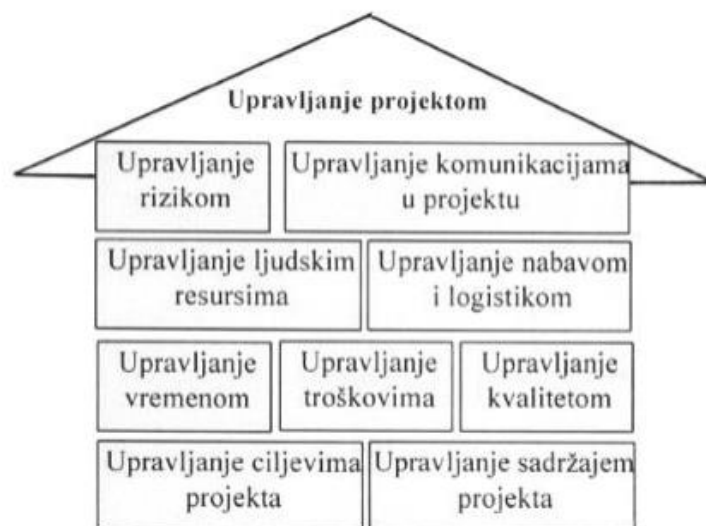 Upravljanje projektom
Upravljanje
rizikom
Upravljanje komunikacijama
u projektu
Upravljanje ljudskim
resursima
Upravljanje nabavom
i logistikom
Upravljanje
vremenom
Upravljanje
troškovima
Upravljanje
kvalitetom
Upravljanje ciljevima
projekta
Upravljanje sadržajem
projekta